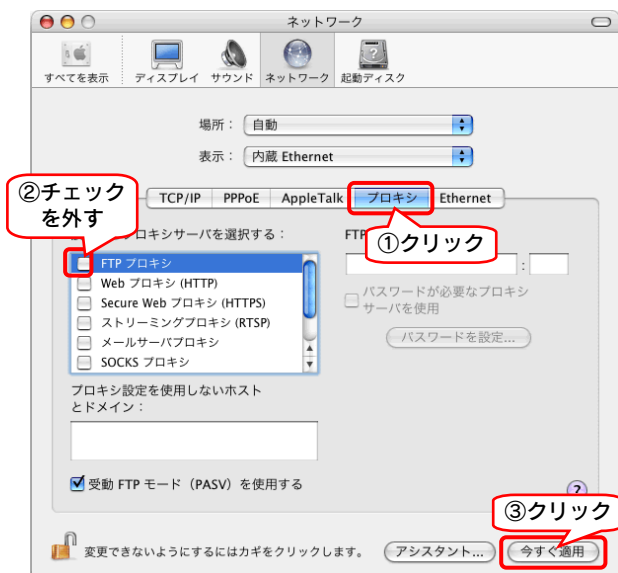 ネットワーク
すべてを表示 ディスプレイ サウンド ネットワーク 起動ディスク
場所： 自動
表示： 内蔵 Ethernet
②チェック
を外す
TCP/IP PPPoE AppleTalk プロキシ Ethernet
①クリック
プロキシサーバを選択する： FTP
FTP プロキシ
:
Web プロキシ (HTTP)
Secure Web プロキシ (HTTPS)
ストリーミングプロキシ (RTSP)
メールサーバプロキシ
SOCKS プロキシ
パスワードが必要なプロキシ
サーバを使用
パスワードを設定...
プロキシ設定を使用しないホスト
とドメイン：
受動 FTP モード（PASV）を使用する
?
③クリック
変更できないようにするにはカギをクリックします。 アシスタント... 今すぐ適用